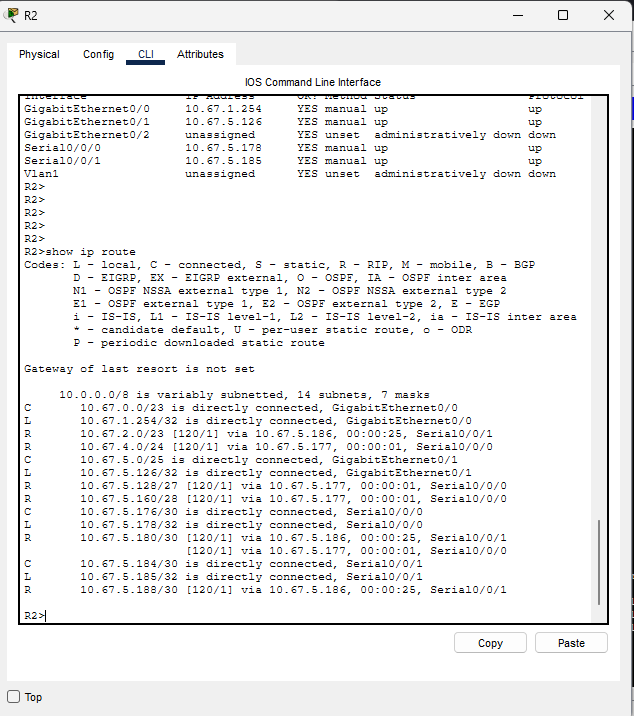 R2
Physical Config CLI Attributes
IOS Command Line Interface
Interface IP-Address OK? Method Status Protocol
GigabitEthernet0/0 10.67.1.254 YES manual up up
GigabitEthernet0/1 10.67.5.126 YES manual up up
GigabitEthernet0/2 unassigned YES unset administratively down down
Serial0/0/0 10.67.5.178 YES manual up up
Serial0/0/1 10.67.5.185 YES manual up up
Vlan1 unassigned YES unset administratively down down
R2>
R2>
R2>
R2>
R2>
R2>show ip route
Codes: L - local, C - connected, S - static, R - RIP, M - mobile, B - BGP
D - EIGRP, EX - EIGRP external, O - OSPF, IA - OSPF inter area
N1 - OSPF NSSA external type 1, N2 - OSPF NSSA external type 2
E1 - OSPF external type 1, E2 - OSPF external type 2, E - EGP
i - IS-IS, L1 - IS-IS level-1, L2 - IS-IS level-2, ia - IS-IS inter area
* - candidate default, U - per-user static route, o - ODR
P - periodic downloaded static route
Gateway of last resort is not set
10.0.0.0/8 is variably subnetted, 14 subnets, 7 masks
C 10.67.0.0/23 is directly connected, GigabitEthernet0/0
L 10.67.1.254/32 is directly connected, GigabitEthernet0/0
R 10.67.2.0/23 [120/1] via 10.67.5.186, 00:00:25, Serial0/0/1
R 10.67.4.0/24 [120/1] via 10.67.5.177, 00:00:01, Serial0/0/0
C 10.67.5.0/25 is directly connected, GigabitEthernet0/1
L 10.67.5.126/32 is directly connected, GigabitEthernet0/1
R 10.67.5.128/27 [120/1] via 10.67.5.177, 00:00:01, Serial0/0/0
R 10.67.5.160/28 [120/1] via 10.67.5.177, 00:00:01, Serial0/0/0
C 10.67.5.176/30 is directly connected, Serial0/0/0
L 10.67.5.178/32 is directly connected, Serial0/0/0
R 10.67.5.180/30 [120/1] via 10.67.5.186, 00:00:25, Serial0/0/1
[120/1] via 10.67.5.177, 00:00:01, Serial0/0/0
C 10.67.5.184/30 is directly connected, Serial0/0/1
L 10.67.5.185/32 is directly connected, Serial0/0/1
R 10.67.5.188/30 [120/1] via 10.67.5.186, 00:00:25, Serial0/0/1
R2>
Copy Paste
Top